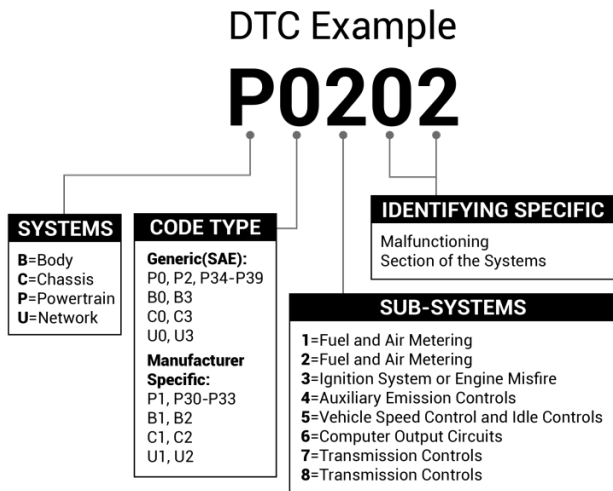 DTC Example
P0202
SYSTEMS
B=Body
C=Chassis
P=Powertrain
U=Network
CODE TYPE
Generic(SAE):
P0, P2, P34-P39
B0, B3
C0, C3
U0, U3
Manufacturer
Specific:
P1, P30-P33
B1, B2
C1, C2
U1, U2
IDENTIFYING SPECIFIC
Malfunctioning
Section of the Systems
SUB-SYSTEMS
1=Fuel and Air Metering
2=Fuel and Air Metering
3=Ignition System or Engine Misfire
4=Auxiliary Emission Controls
5=Vehicle Speed Control and Idle Controls
6=Computer Output Circuits
7=Transmission Controls
8=Transmission Controls